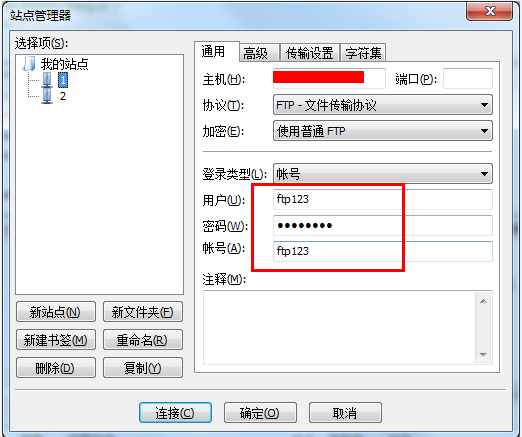 站点管理器
选择项(S):
我的站点
1
2
新站点(N) 新文件夹(F)
新建书签(M) 重命名(R)
删除(D) 复制(Y)
通用 高级 传输设置 字符集
主机(H): 端口(P):
协议(T): FTP - 文件传输协议
加密(E): 使用普通 FTP
登录类型(L): 帐号
用户(U): ftp123
密码(W): ●●●●●●●●
帐号(A): ftp123
注释(M):
连接(C) 确定(O) 取消